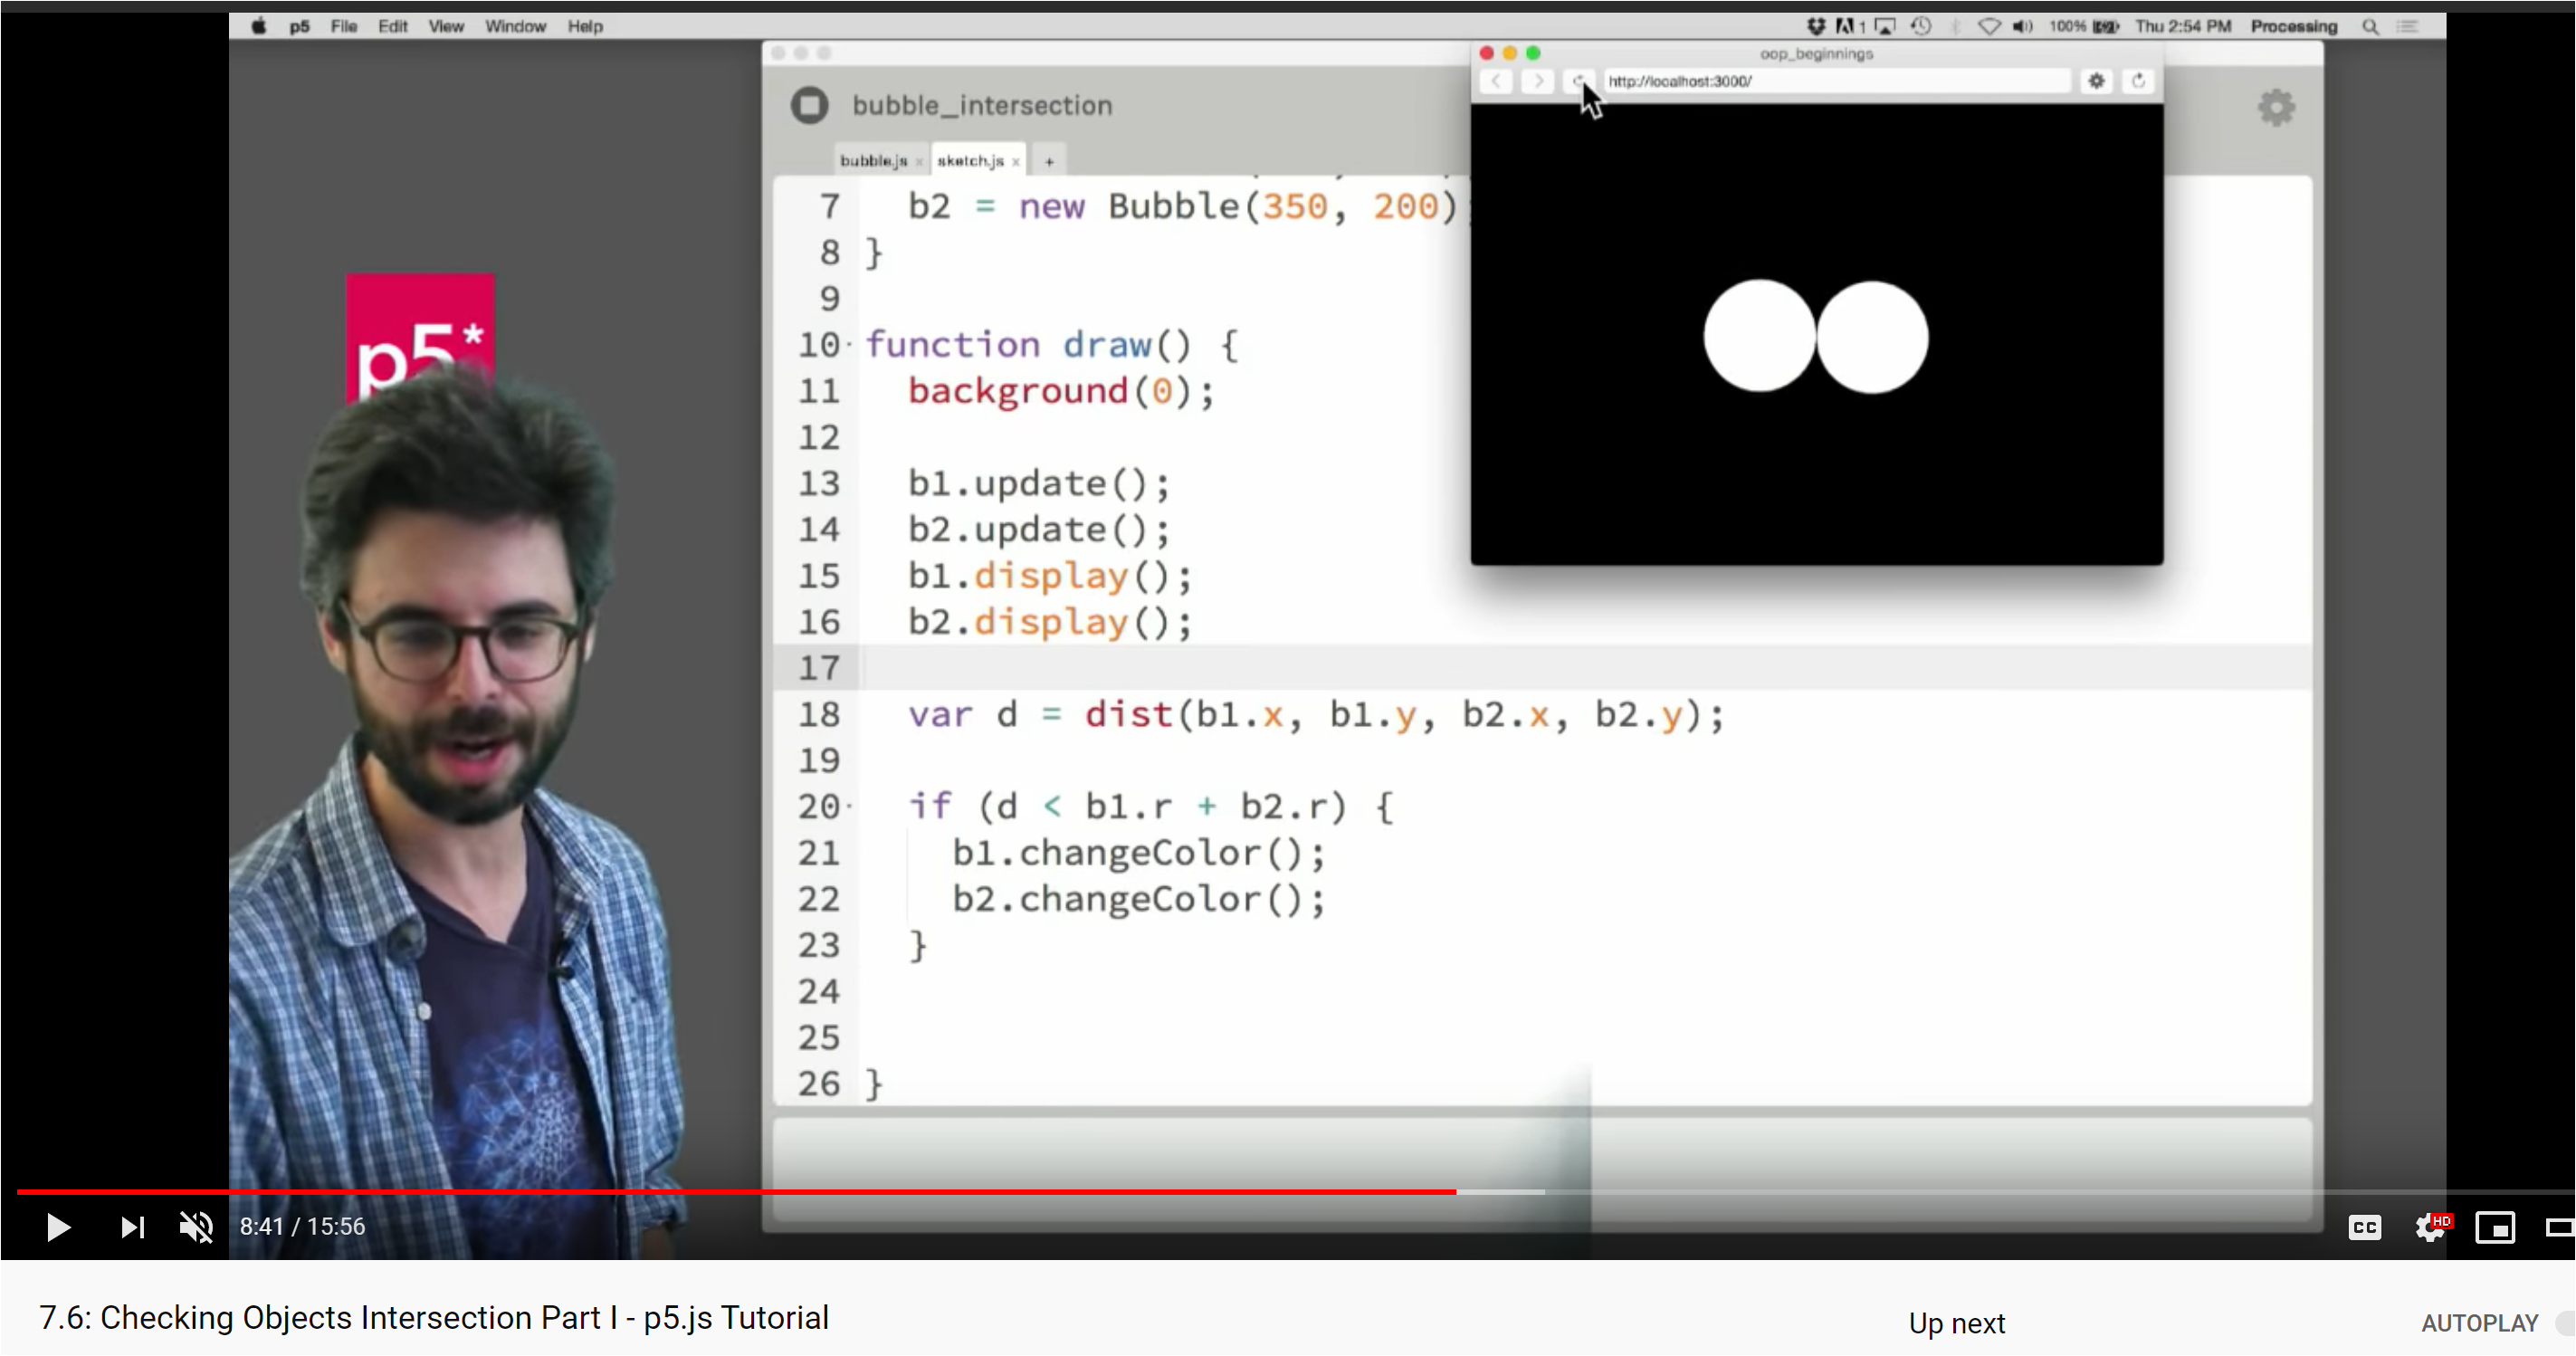 p5 File Edit View Window Help
1 100% Thu 2:54 PM Processing
oop_beginnings
http://localhost:3000/
bubble_intersection
bubble.js × sketch.js × +
p5*
7 b2 = new Bubble(350, 200);
8 }
9
10 function draw() {
11 background(0);
12
13 b1.update();
14 b2.update();
15 b1.display();
16 b2.display();
17
18 var d = dist(b1.x, b1.y, b2.x, b2.y);
19
20 if (d < b1.r + b2.r) {
21 b1.changeColor();
22 b2.changeColor();
23 }
24
25
26 }
8:41 / 15:56
CC HD
7.6: Checking Objects Intersection Part I - p5.js Tutorial
Up next
AUTOPLAY